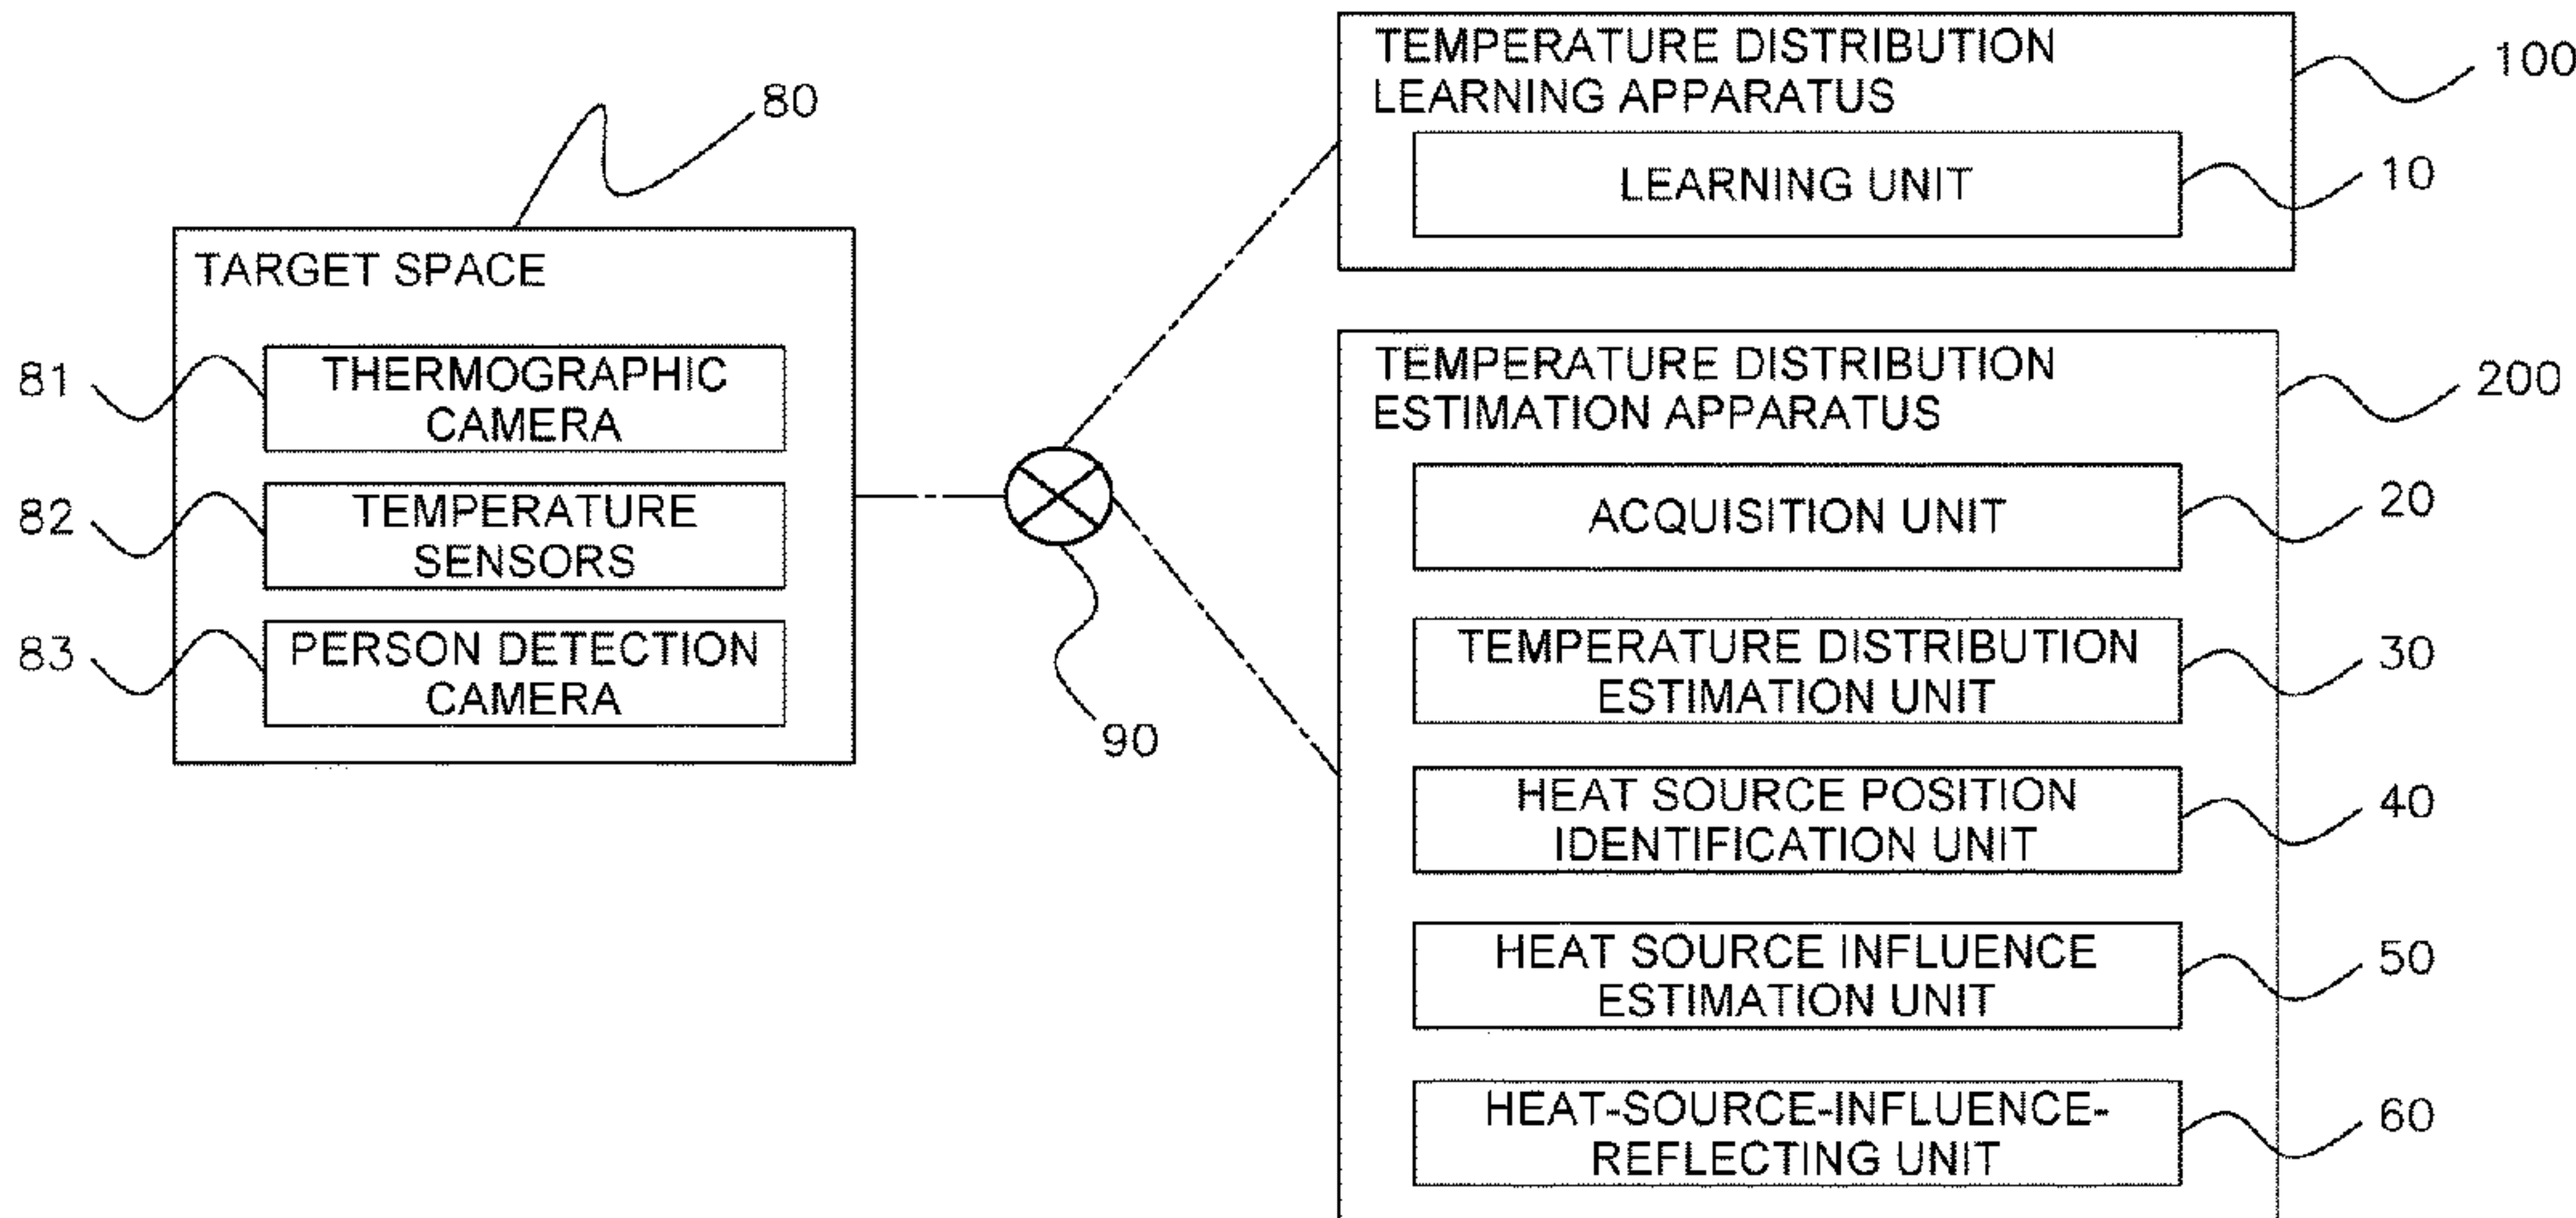 80
TARGET SPACE
81
THERMOGRAPHIC
CAMERA
82
TEMPERATURE
SENSORS
83
PERSON DETECTION
CAMERA
90
TEMPERATURE DISTRIBUTION
LEARNING APPARATUS
100
LEARNING UNIT
10
TEMPERATURE DISTRIBUTION
ESTIMATION APPARATUS
200
ACQUISITION UNIT
20
TEMPERATURE DISTRIBUTION
ESTIMATION UNIT
30
HEAT SOURCE POSITION
IDENTIFICATION UNIT
40
HEAT SOURCE INFLUENCE
ESTIMATION UNIT
50
HEAT-SOURCE-INFLUENCE-
REFLECTING UNIT
60